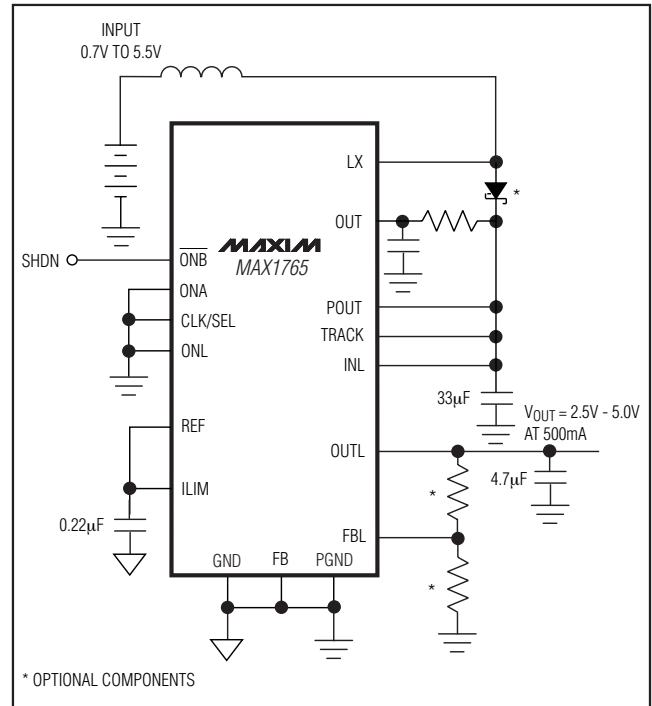 INPUT
0.7V TO 5.5V
LX
*
OUT
SHDN
ONB
MAXIM
MAX1765
ONA
CLK/SEL
ONL
POUT
TRACK
INL
33µF
VOUT = 2.5V - 5.0V
AT 500mA
REF
OUTL
4.7µF
*
ILIM
0.22µF
FBL
*
GND FB PGND
* OPTIONAL COMPONENTS